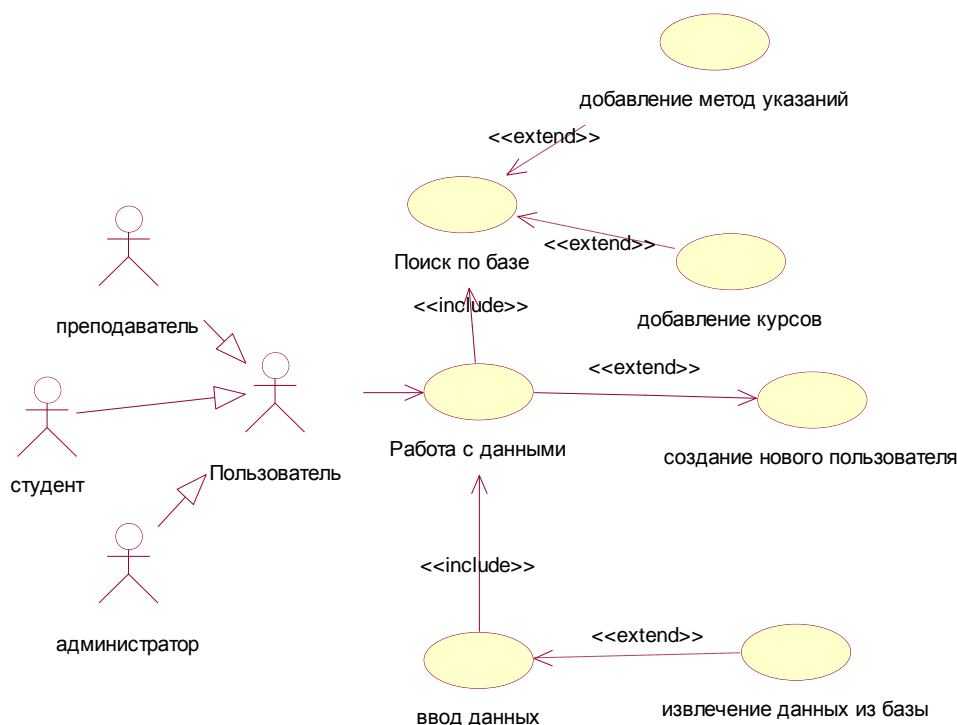 добавление метод указаний
<<extend>>
Поиск по базе
<<extend>>
добавление курсов
<<include>>
преподаватель
<<extend>>
Работа с данными
создание нового пользователя
Пользователь
студент
<<include>>
администратор
<<extend>>
ввод данных
извлечение данных из базы